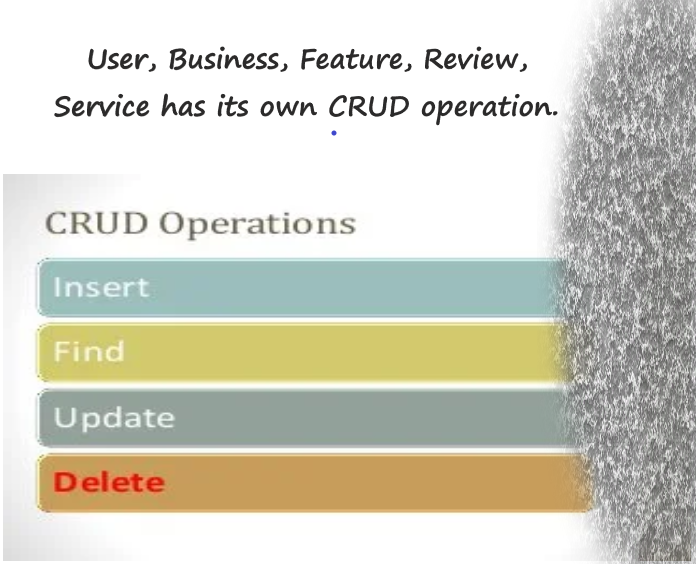 User, Business, Feature, Review,
Service has its own CRUD operation.
CRUD Operations
Insert
Find
Update
Delete